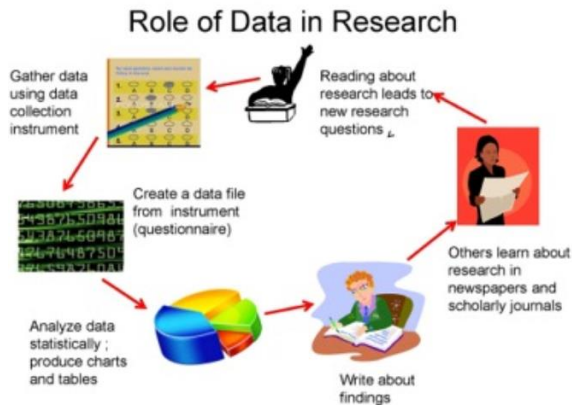 Role of Data in Research
Gather data
using data
collection
instrument
Reading about
research leads to
new research
questions
Create a data file
from instrument
(questionnaire)
Others learn about
research in
newspapers and
scholarly journals
Analyze data
statistically ;
produce charts
and tables
Write about
findings